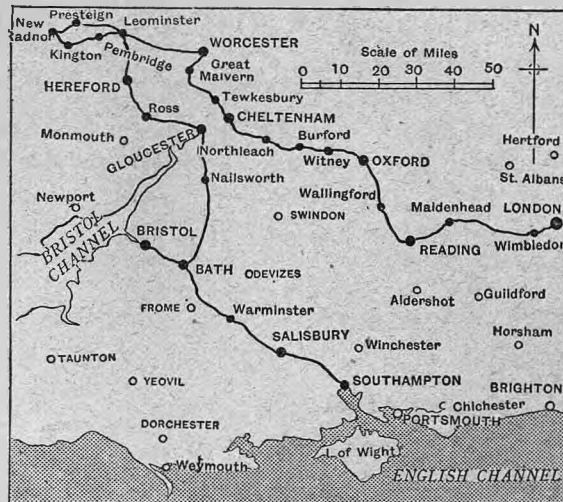 Presteign
Leominster
New
Radnor
Kington
Pembridge
WORCESTER
Great
Malvern
HEREFORD
Tewkesbury
CHELTENHAM
Ross
Monmouth
GLOUCESTER
Northleach
Burford
Witney
OXFORD
Nailsworth
Wallingford
Newport
BRISTOL
CHANNEL
BRISTOL
SWINDON
Maidenhead
LONDON
READING
Wimbledon
BATH
DEVIZES
Aldershot
Guildford
FROME
Warminster
SALISBURY
Winchester
Horsham
TAUNTON
YEOVIL
SOUTHAMPTON
BRIGHTON
Chichester
PORTSMOUTH
DORCHESTER
Weymouth
I. of Wight
ENGLISH CHANNEL
Scale of Miles
0 10 20 30 50
N
Hertford
St. Albans